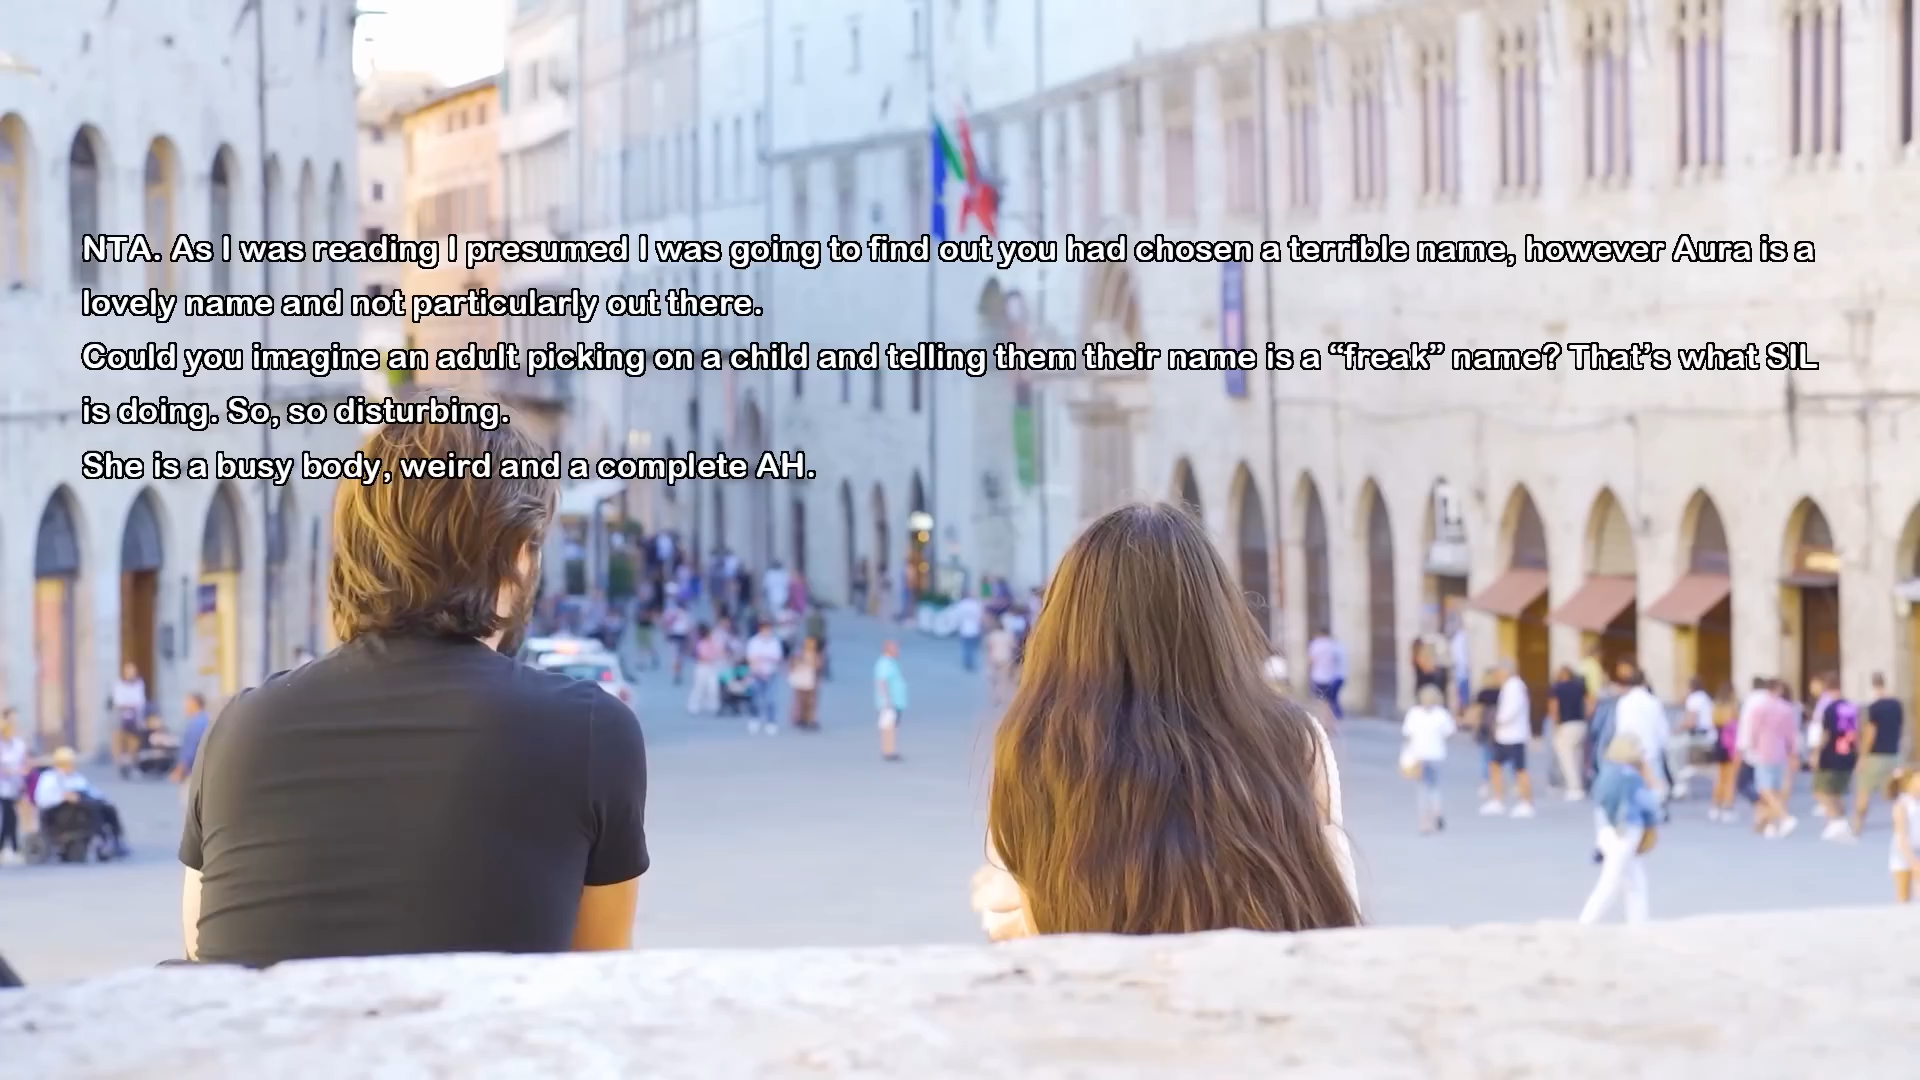 NTA. As I was reading I presumed I was going to find out you had chosen a terrible name, however Aura is a
lovely name and not particularly out there.
Could you imagine an adult picking on a child and telling them their name is a “freak” name? That’s what SIL
is doing. So, so disturbing.
She is a busy body, weird and a complete AH.